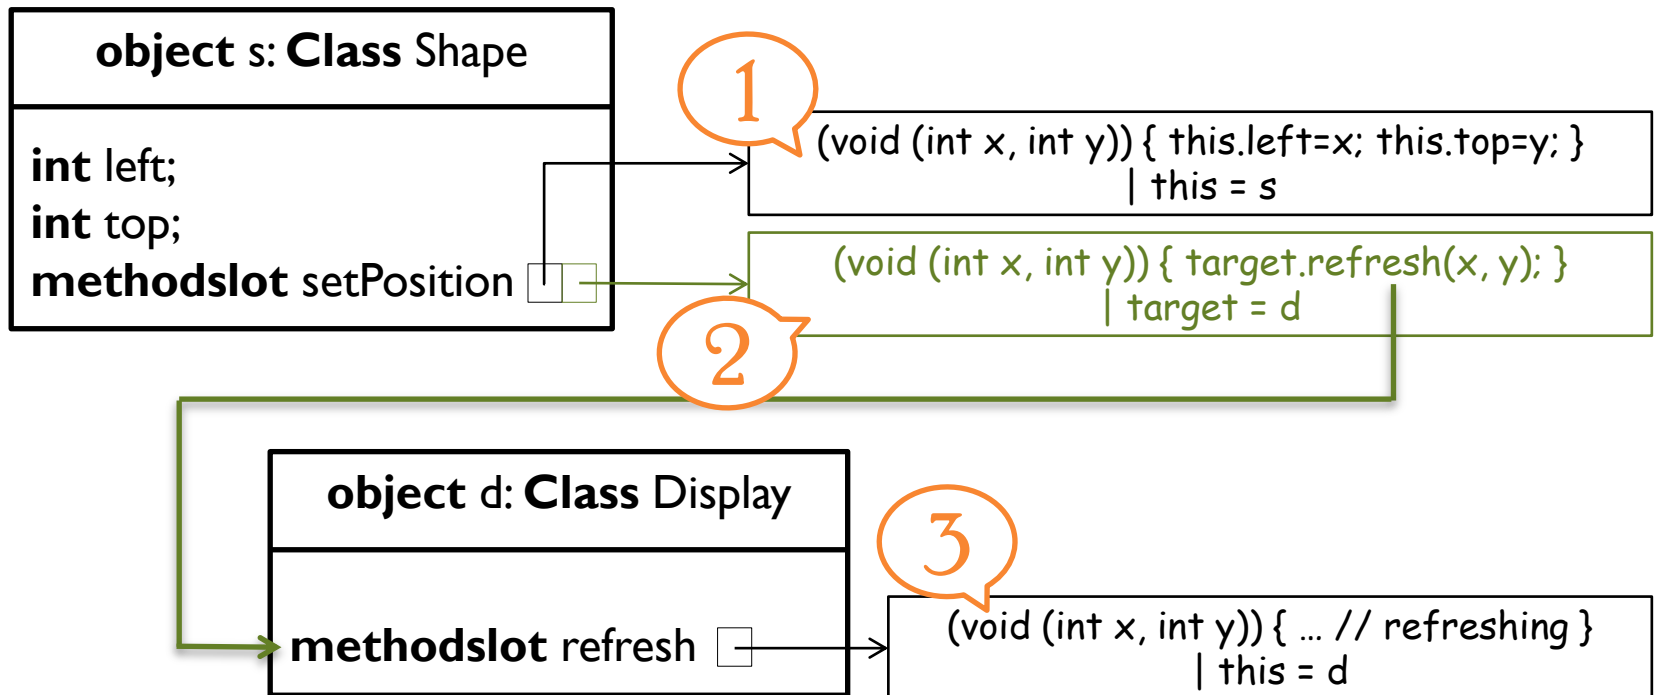 object s: Class Shape
int left;
int top;
methodslot setPosition
1
(void (int x, int y)) { this.left=x; this.top=y; }
| this = s
(void (int x, int y)) { target.refresh(x, y); }
| target = d
2
object d: Class Display
methodslot refresh
3
(void (int x, int y)) { … // refreshing }
| this = d